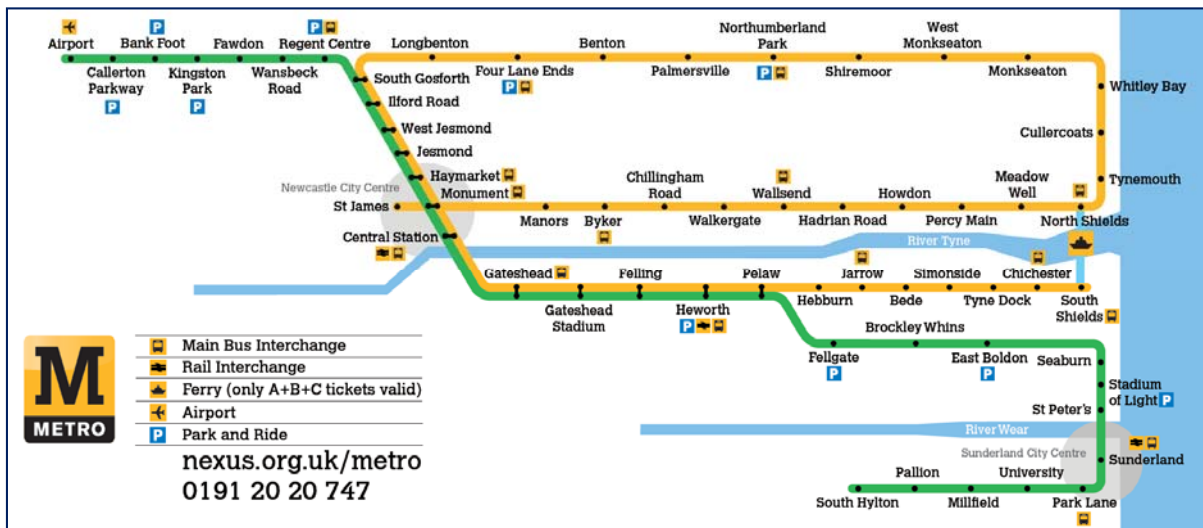 Airport
Callerton
Parkway
Bank Foot
Kingston
Park
Fawdon
Wansbeck
Road
Regent Centre
Longbenton
Four Lane Ends
Benton
Palmersville
Northumberland
Park
Shiremoor
West
Monkseaton
Monkseaton
South Gosforth
Ilford Road
West Jesmond
Jesmond
Haymarket
Monument
Newcastle City Centre
St James
Central Station
Whitley Bay
Cullercoats
Tynemouth
Manors
Byker
Chillingham
Road
Walkergate
Wallsend
Hadrian Road
Howdon
Percy Main
Meadow
Well
North Shields
River Tyne
Gateshead
Gateshead
Stadium
Felling
Heworth
Pelaw
Hebburn
Jarrow
Bede
Simonside
Tyne Dock
Chichester
South
Shields
Fellgate
Brockley Whins
East Boldon
Seaburn
Stadium
of Light
St Peter's
River Wear
Sunderland City Centre
Sunderland
South Hylton
Pallion
Millfield
University
Park Lane
M
METRO
Main Bus Interchange
Rail Interchange
Ferry (only A+B+C tickets valid)
Airport
P Park and Ride
nexus.org.uk/metro
0191 20 20 747